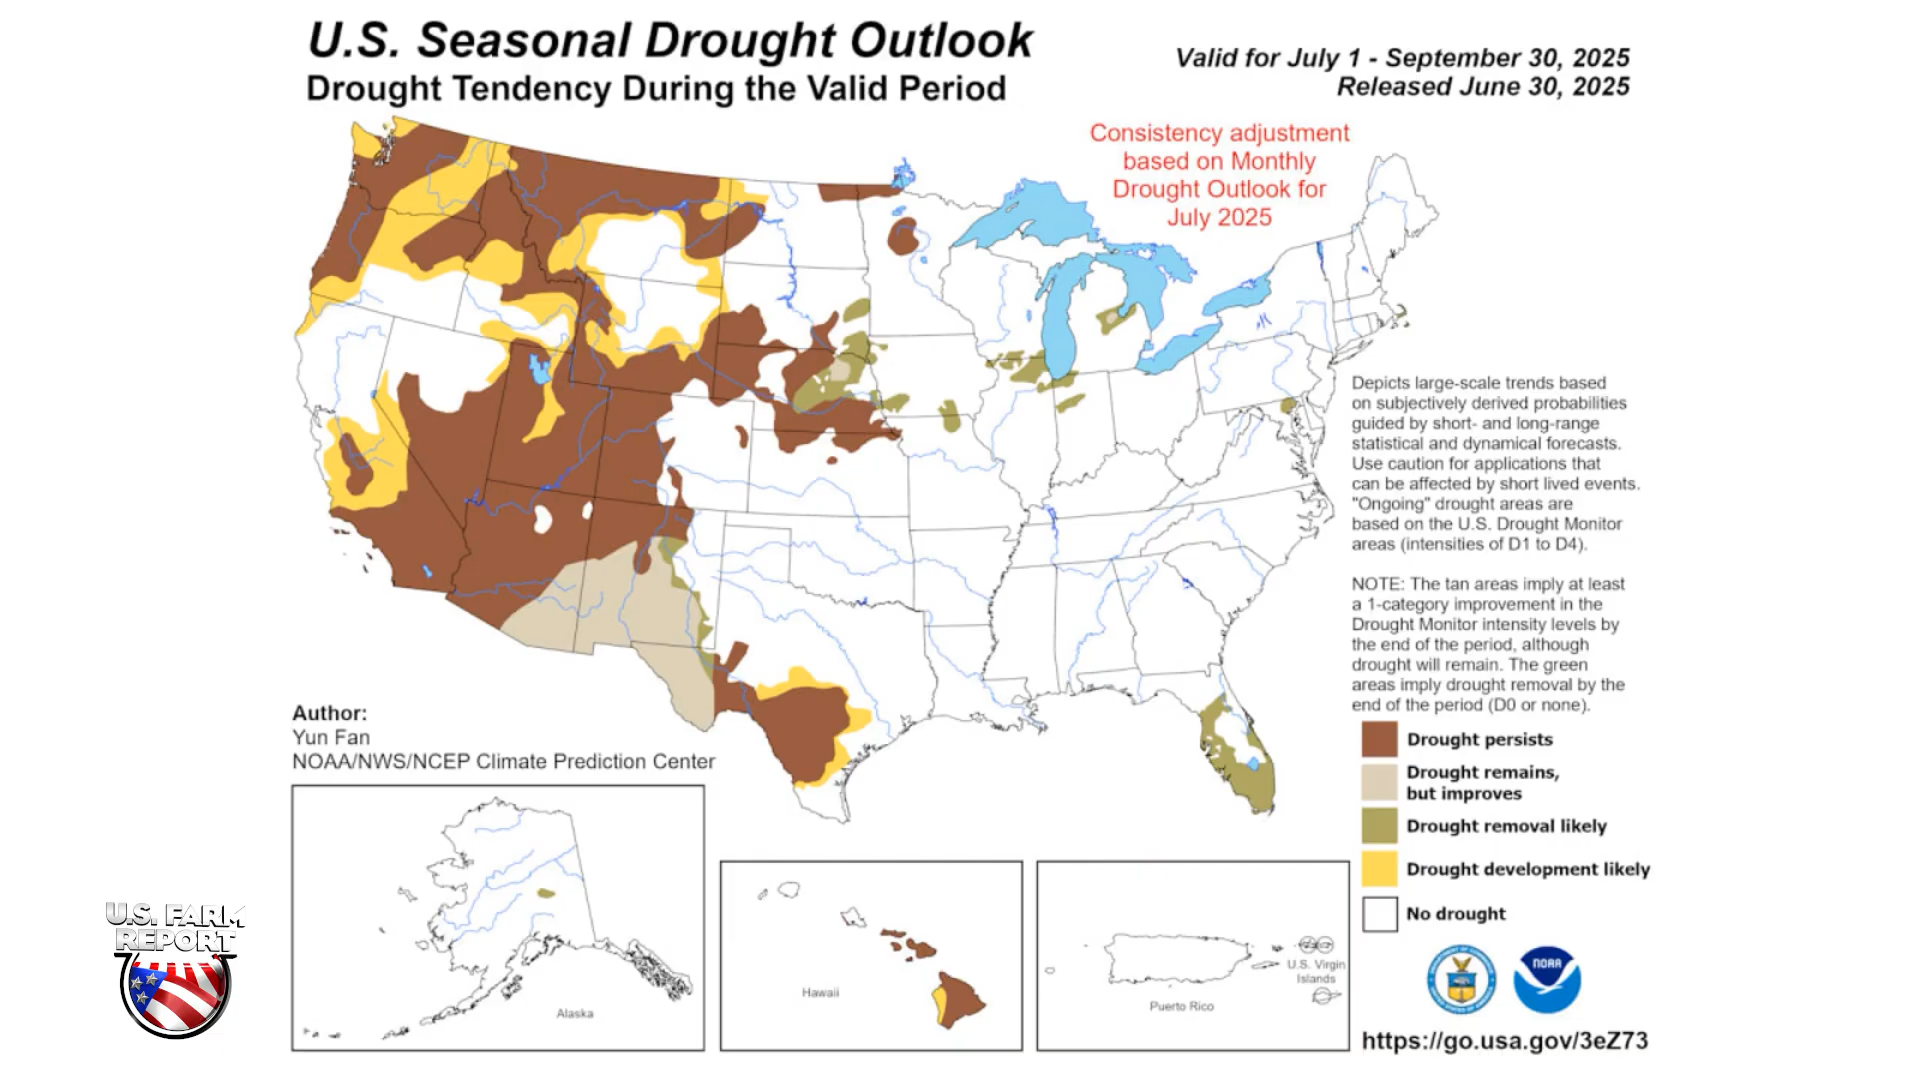 U.S. Seasonal Drought Outlook
Drought Tendency During the Valid Period
Valid for July 1 - September 30, 2025
Released June 30, 2025
Consistency adjustment
based on Monthly
Drought Outlook for
July 2025
Depicts large-scale trends based
on subjectively derived probabilities
guided by short- and long-range
statistical and dynamical forecasts.
Use caution for applications that
can be affected by short lived events.
"Ongoing" drought areas are
based on the U.S. Drought Monitor
areas (intensities of D1 to D4).
NOTE: The tan areas imply at least
a 1-category improvement in the
Drought Monitor intensity levels by
the end of the period, although
drought will remain. The green
areas imply drought removal by the
end of the period (D0 or none).
Author:
Yun Fan
NOAA/NWS/NCEP Climate Prediction Center
Drought persists
Drought remains,
but improves
Drought removal likely
Drought development likely
No drought
Alaska
Hawaii
Puerto Rico
U.S. Virgin
Islands
U.S. FARM
REPORT
NOAA
https://go.usa.gov/3eZ73